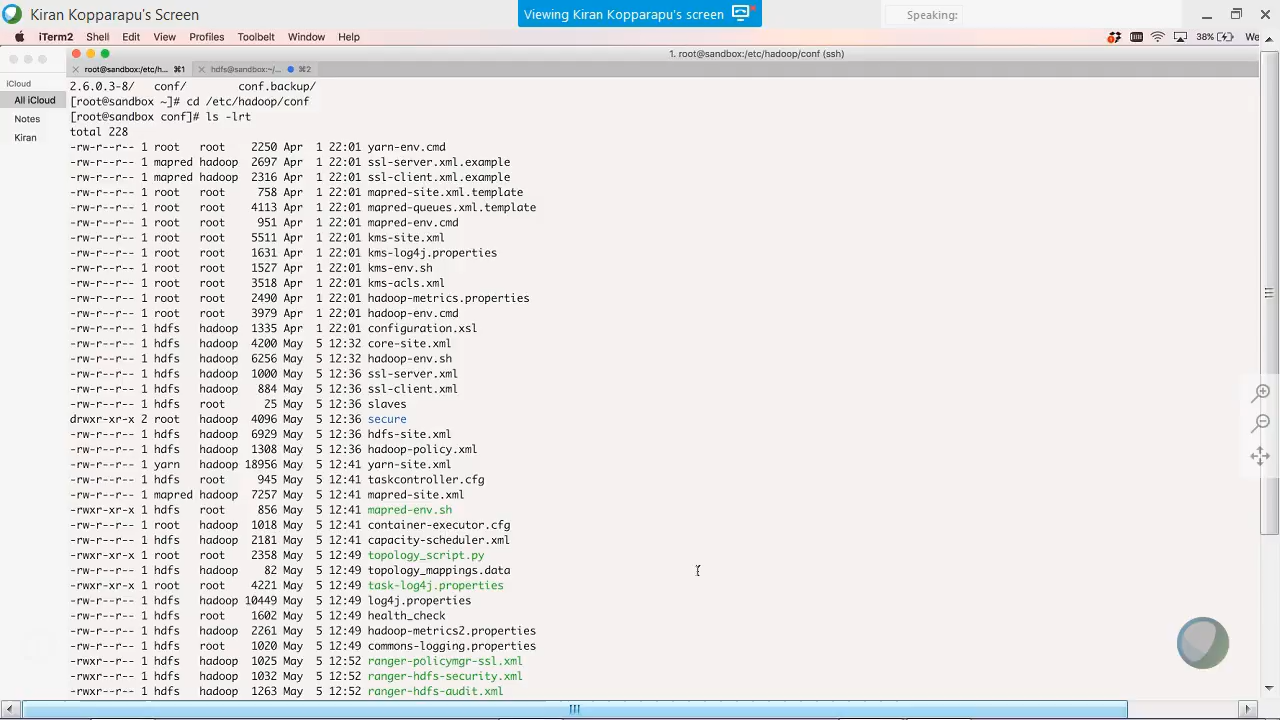 Kiran Kopparapu's Screen
Viewing Kiran Kopparapu's screen
Speaking:
iTerm2 Shell Edit View Profiles Toolbelt Window Help
38%
We
1. root@sandbox:/etc/hadoop/conf (ssh)
root@sandbox:/etc/h... ⌘1
hdfs@sandbox:~/... ⌘2
iCloud
All iCloud
Notes
Kiran
2.6.0.3-8/ conf/ conf.backup/
[root@sandbox ~]# cd /etc/hadoop/conf
[root@sandbox conf]# ls -lrt
total 228
-rw-r--r-- 1 root root 2250 Apr 1 22:01 yarn-env.cmd
-rw-r--r-- 1 mapred hadoop 2697 Apr 1 22:01 ssl-server.xml.example
-rw-r--r-- 1 mapred hadoop 2316 Apr 1 22:01 ssl-client.xml.example
-rw-r--r-- 1 root root 758 Apr 1 22:01 mapred-site.xml.template
-rw-r--r-- 1 root root 4113 Apr 1 22:01 mapred-queues.xml.template
-rw-r--r-- 1 root root 951 Apr 1 22:01 mapred-env.cmd
-rw-r--r-- 1 root root 5511 Apr 1 22:01 kms-site.xml
-rw-r--r-- 1 root root 1631 Apr 1 22:01 kms-log4j.properties
-rw-r--r-- 1 root root 1527 Apr 1 22:01 kms-env.sh
-rw-r--r-- 1 root root 3518 Apr 1 22:01 kms-acls.xml
-rw-r--r-- 1 root root 2490 Apr 1 22:01 hadoop-metrics.properties
-rw-r--r-- 1 root root 3979 Apr 1 22:01 hadoop-env.cmd
-rw-r--r-- 1 hdfs hadoop 1335 Apr 1 22:01 configuration.xsl
-rw-r--r-- 1 hdfs hadoop 4200 May 5 12:32 core-site.xml
-rw-r--r-- 1 hdfs hadoop 6256 May 5 12:32 hadoop-env.sh
-rw-r--r-- 1 hdfs hadoop 1000 May 5 12:36 ssl-server.xml
-rw-r--r-- 1 hdfs hadoop 884 May 5 12:36 ssl-client.xml
-rw-r--r-- 1 hdfs root 25 May 5 12:36 slaves
drwxr-xr-x 2 root hadoop 4096 May 5 12:36 secure
-rw-r--r-- 1 hdfs hadoop 6929 May 5 12:36 hdfs-site.xml
-rw-r--r-- 1 hdfs hadoop 1308 May 5 12:36 hadoop-policy.xml
-rw-r--r-- 1 yarn hadoop 18956 May 5 12:41 yarn-site.xml
-rw-r--r-- 1 hdfs root 945 May 5 12:41 taskcontroller.cfg
-rw-r--r-- 1 mapred hadoop 7257 May 5 12:41 mapred-site.xml
-rwxr-xr-x 1 hdfs root 856 May 5 12:41 mapred-env.sh
-rw-r--r-- 1 root hadoop 1018 May 5 12:41 container-executor.cfg
-rw-r--r-- 1 hdfs hadoop 2181 May 5 12:41 capacity-scheduler.xml
-rwxr-xr-x 1 root root 2358 May 5 12:49 topology_script.py
-rw-r--r-- 1 hdfs hadoop 82 May 5 12:49 topology_mappings.data
-rwxr-xr-x 1 root root 4221 May 5 12:49 task-log4j.properties
-rw-r--r-- 1 hdfs hadoop 10449 May 5 12:49 log4j.properties
-rw-r--r-- 1 hdfs root 1602 May 5 12:49 health_check
-rw-r--r-- 1 hdfs hadoop 2261 May 5 12:49 hadoop-metrics2.properties
-rw-r--r-- 1 hdfs root 1020 May 5 12:49 commons-logging.properties
-rwxr--r-- 1 hdfs hadoop 1025 May 5 12:52 ranger-policymgr-ssl.xml
-rwxr--r-- 1 hdfs hadoop 1032 May 5 12:52 ranger-hdfs-security.xml
-rwxr--r-- 1 hdfs hadoop 1263 May 5 12:52 ranger-hdfs-audit.xml